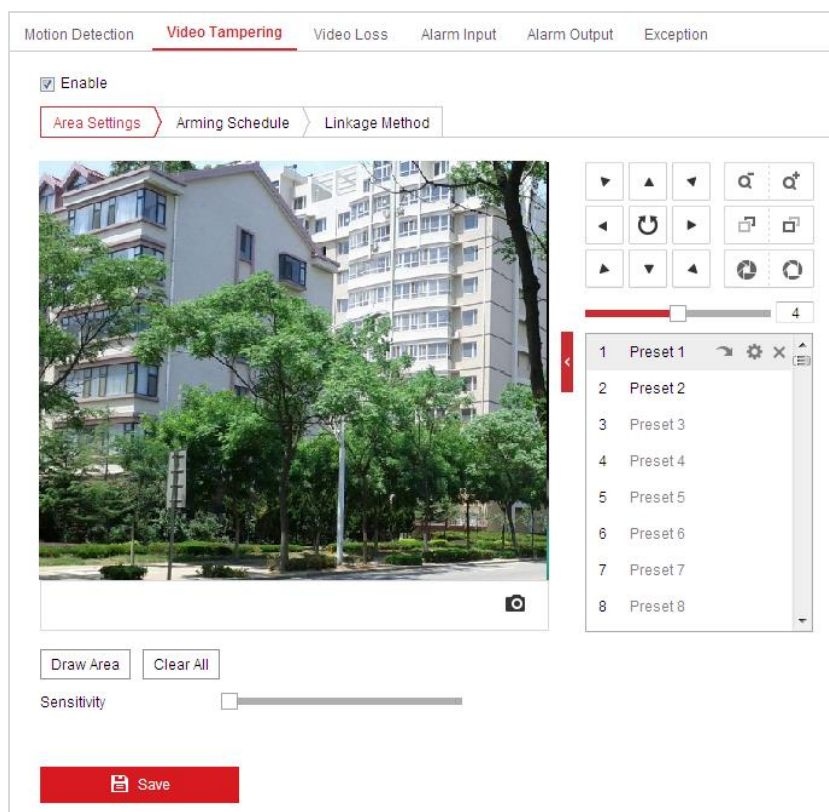 Motion Detection Video Tampering Video Loss Alarm Input Alarm Output Exception
Enable
Area Settings Arming Schedule Linkage Method
4
1 Preset 1
2 Preset 2
3 Preset 3
4 Preset 4
5 Preset 5
6 Preset 6
7 Preset 7
8 Preset 8
Draw Area Clear All
Sensitivity
Save